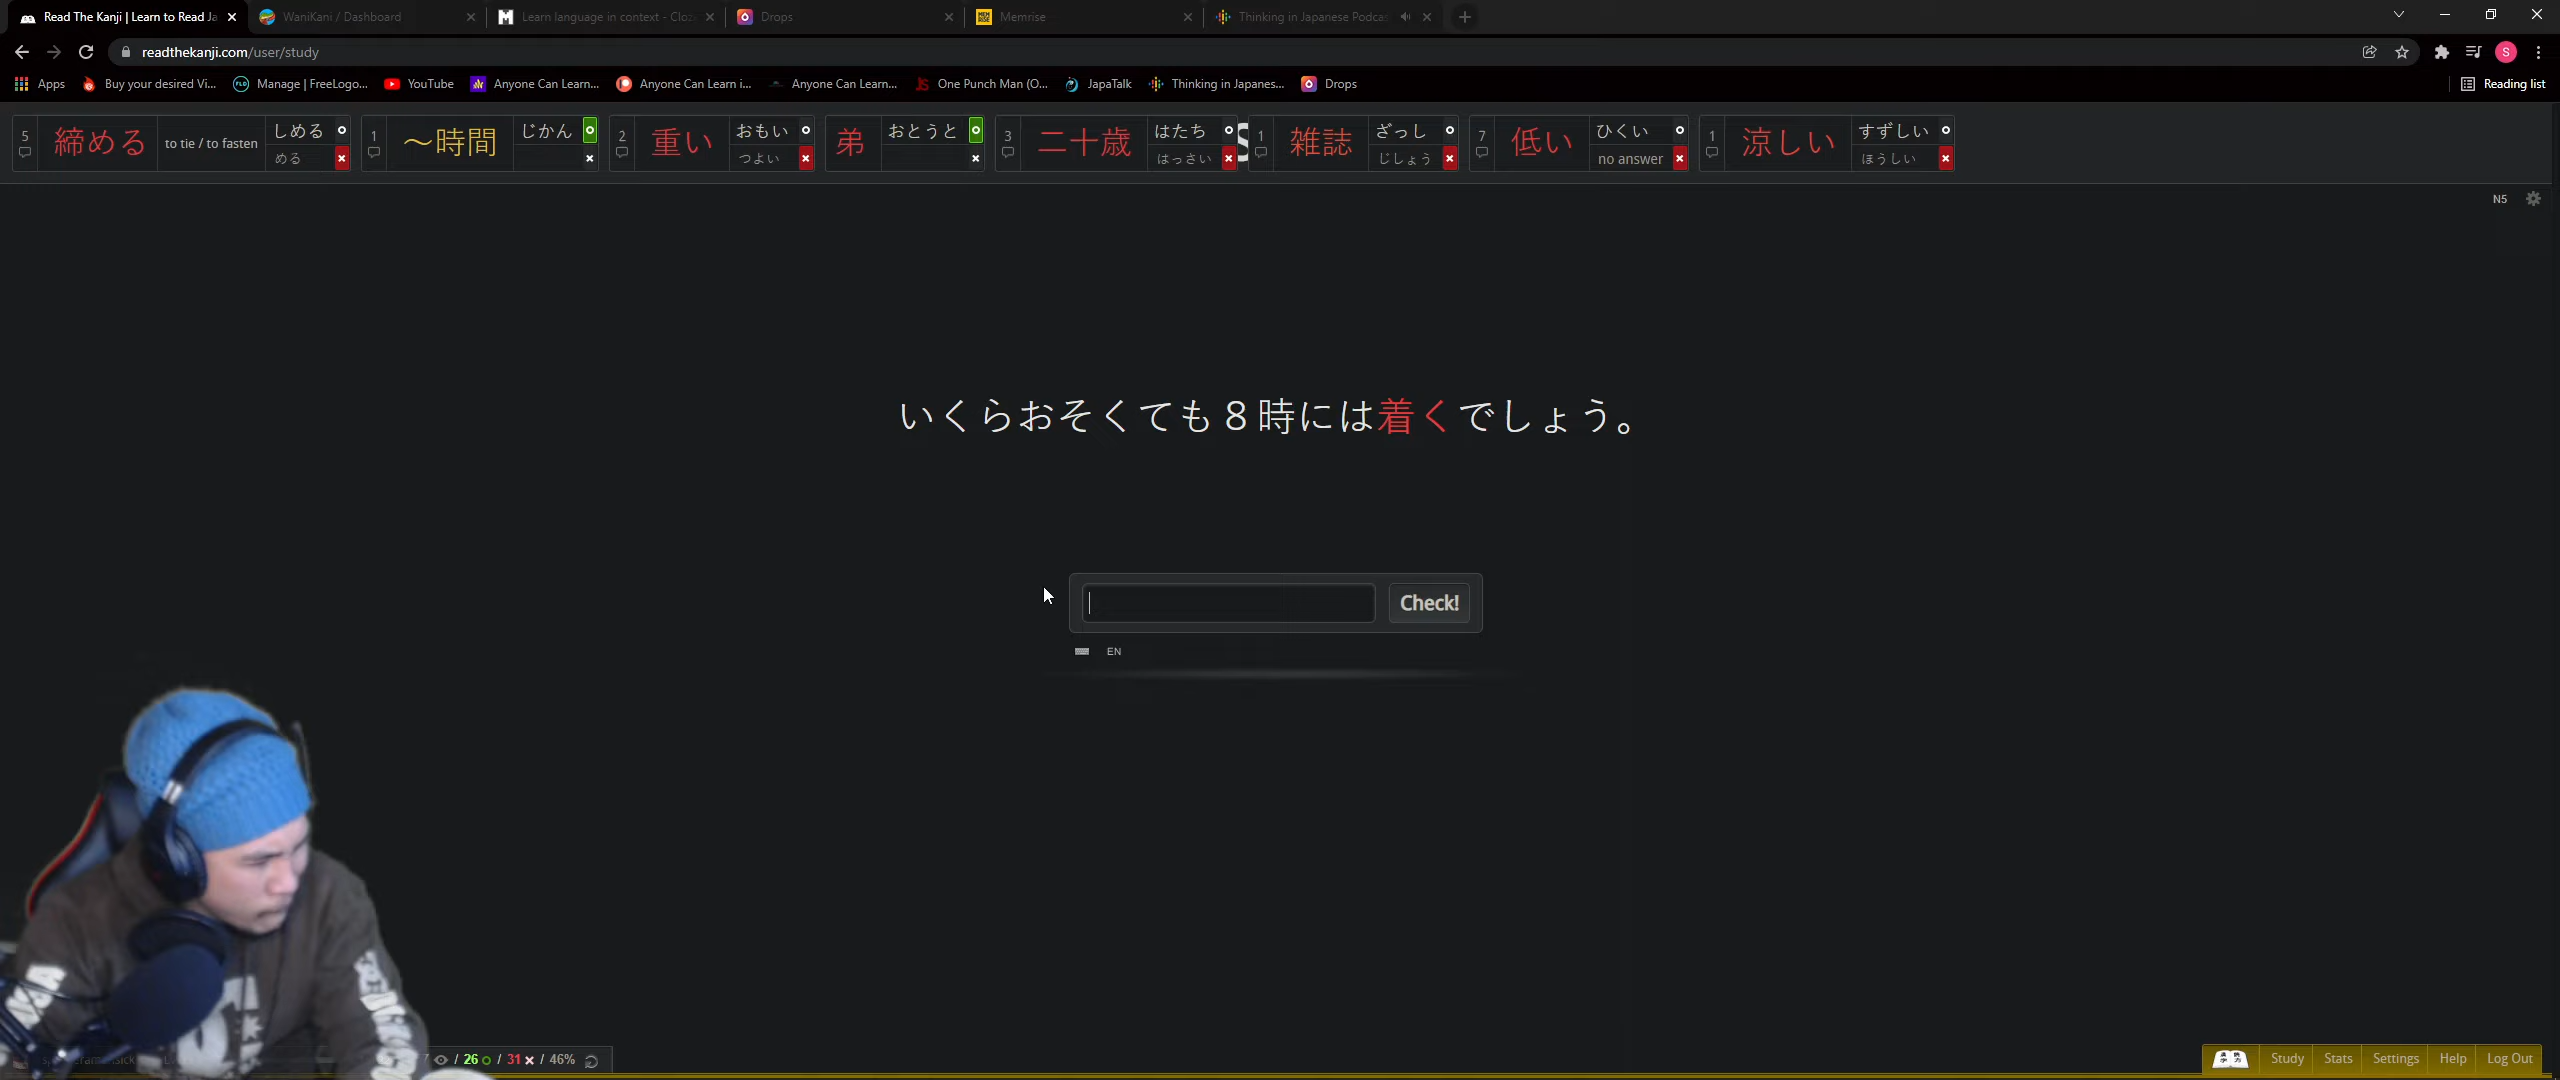 Read The Kanji | Learn to Read Ja
WaniKani / Dashboard
Learn language in context - Cloz
Drops
Memrise
Thinking in Japanese Podcas
readthekanji.com/user/study
S
Apps
Buy your desired Vi...
Manage | FreeLogo...
YouTube
Anyone Can Learn...
Anyone Can Learn i...
Anyone Can Learn...
One Punch Man (O...
JapaTalk
Thinking in Japanes...
Drops
Reading list
5 締める to tie / to fasten しめる める
1 〜時間 じかん
2 重い おもい つよい
弟 おとうと
3 二十歳 はたち はっさい
1 雑誌 ざっし じしょう
7 低い ひくい no answer
1 涼しい すずしい ほうしい
N5
いくらおそくても８時には着くでしょう。
Check!
EN
/ 26 / 31 / 46%
Study
Stats
Settings
Help
Log Out